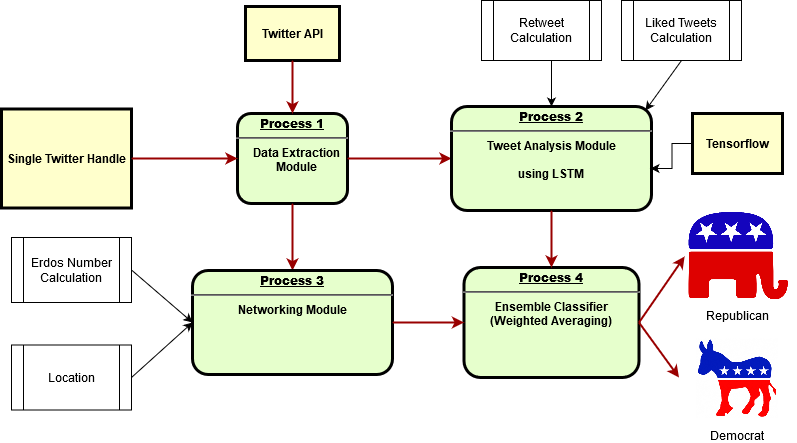 Twitter API
Retweet
Calculation
Liked Tweets
Calculation
Single Twitter Handle
Process 1
Data Extraction
Module
Process 2
Tweet Analysis Module
using LSTM
Tensorflow
Erdos Number
Calculation
Location
Process 3
Networking Module
Process 4
Ensemble Classifier
(Weighted Averaging)
Republican
Democrat